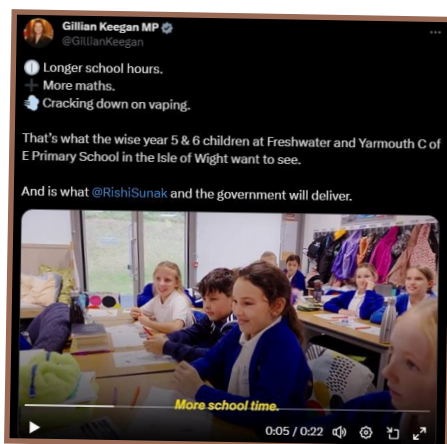 Gillian Keegan MP
@GillianKeegan
Longer school hours.
More maths.
Cracking down on vaping.
That's what the wise year 5 & 6 children at Freshwater and Yarmouth C of
E Primary School in the Isle of Wight want to see.
And is what @RishiSunak and the government will deliver.
More school time.
0:05 / 0:22